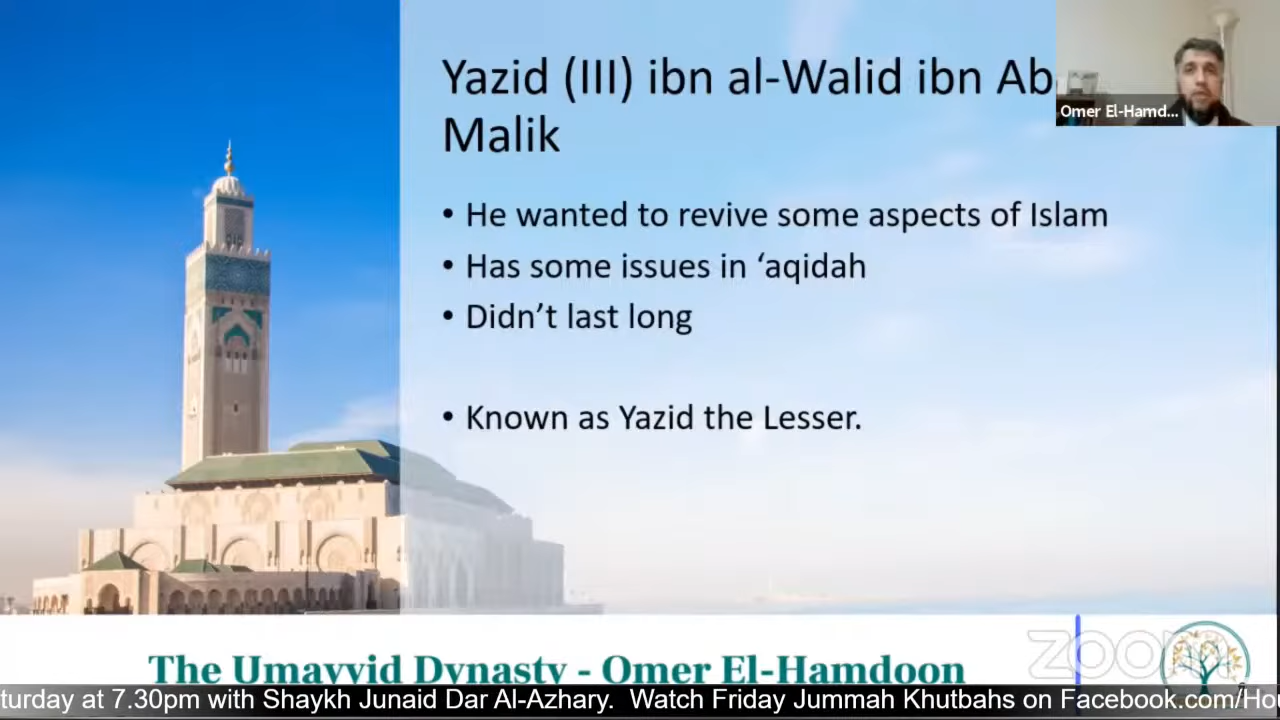 Yazid (III) ibn al-Walid ibn Ab
Malik
Omer El-Hamd...
• He wanted to revive some aspects of Islam
• Has some issues in ‘aqidah
• Didn’t last long
• Known as Yazid the Lesser.
zoom
The Umayyid Dynasty - Omer El-Hamdoon
turday at 7.30pm with Shaykh Junaid Dar Al-Azhary. Watch Friday Jummah Khutbahs on Facebook.com/Ho